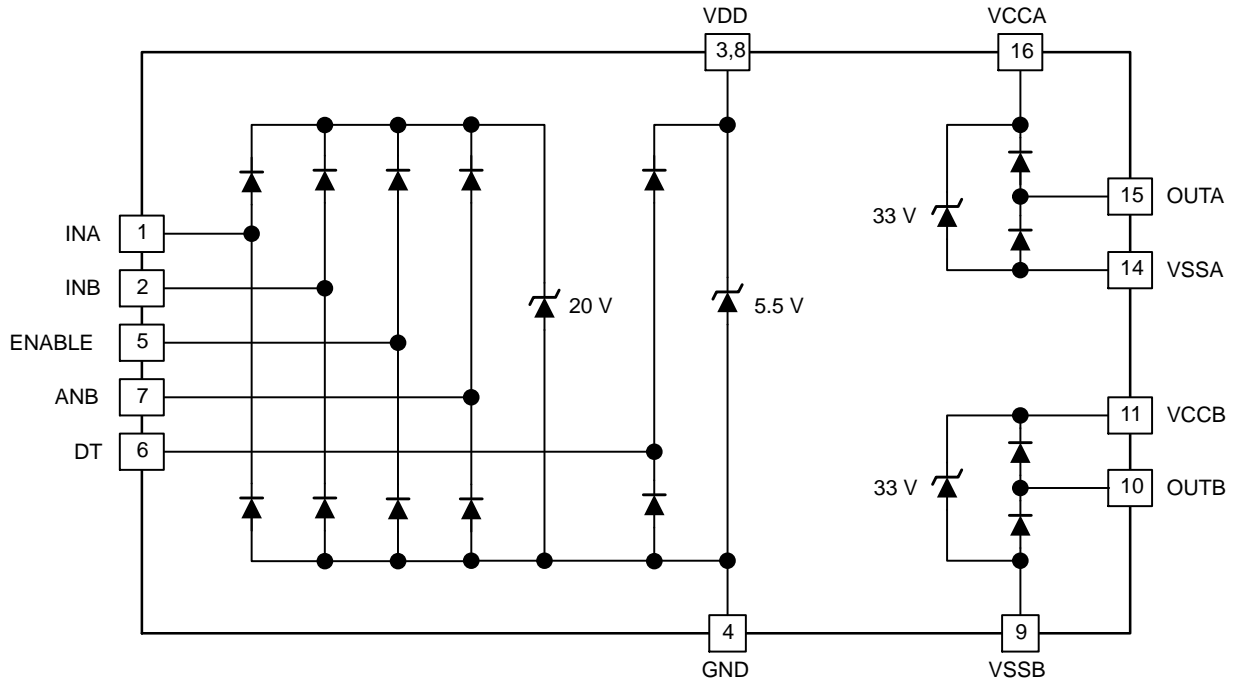 VDD
VCCA
3,8
16
INA
1
INB
2
ENABLE
5
ANB
7
DT
6
20 V
5.5 V
33 V
15
OUTA
14
VSSA
33 V
11
VCCB
10
OUTB
4
9
GND
VSSB